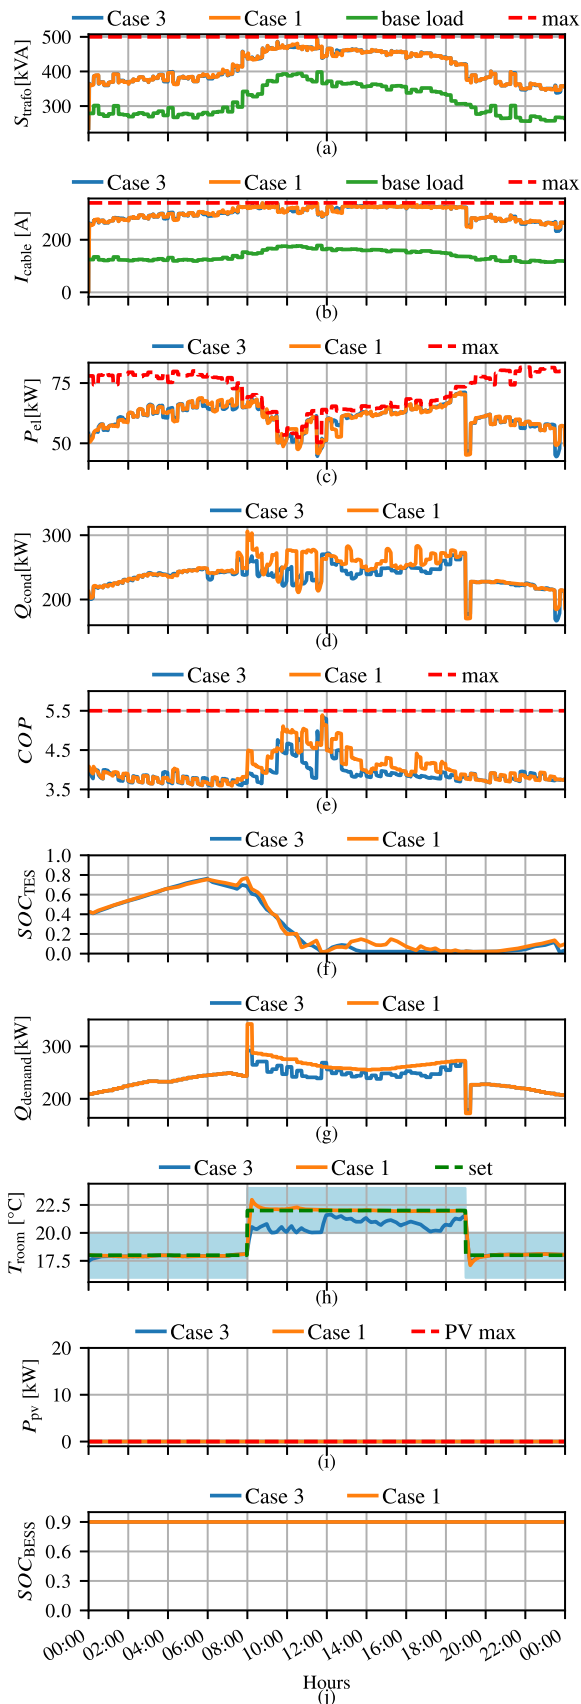 Case 3 Case 1 base load max
500
400
300
S_trafo[kVA]
(a)
Case 3 Case 1 base load max
200
0
I_cable [A]
(b)
Case 3 Case 1 max
75
50
P_el[kW]
(c)
Case 3 Case 1
300
200
Q_cond[kW]
(d)
Case 3 Case 1 max
5.5
4.5
3.5
COP
(e)
Case 3 Case 1
1.0
0.8
0.6
0.4
0.2
0.0
SOC_TES
(f)
Case 3 Case 1
300
200
Q_demand[kW]
(g)
Case 3 Case 1 set
22.5
20.0
17.5
T_room [°C]
(h)
Case 3 Case 1 PV max
20
10
0
P_pv [kW]
(i)
Case 3 Case 1
0.9
0.6
0.3
0.0
SOC_BESS
00:00 02:00 04:00 06:00 08:00 10:00 12:00 14:00 16:00 18:00 20:00 22:00 00:00
Hours
(j)